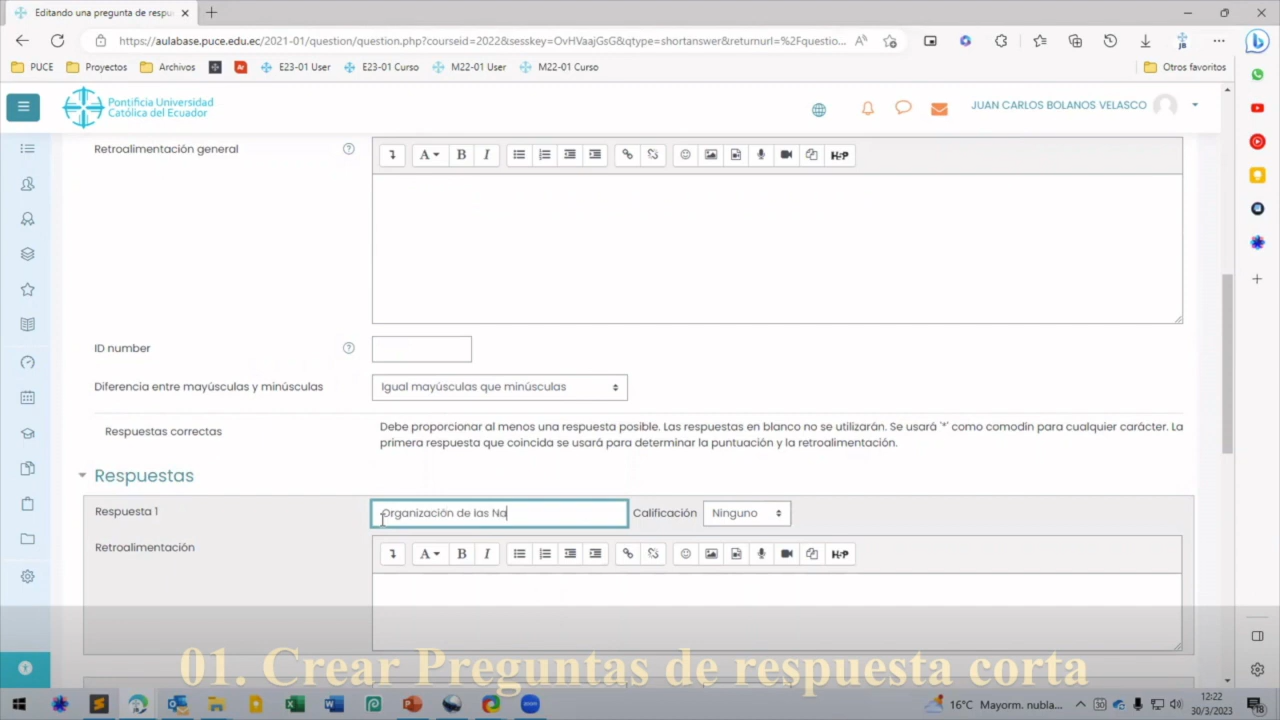 Editando una pregunta de respu
https://aulabase.puce.edu.ec/2021-01/question/question.php?courseid=2022&sesskey=OvHVaajGsG&qtype=shortanswer&returnurl=%2Fquestio...
PUCE Proyectos Archivos E23-01 User E23-01 Curso M22-01 User M22-01 Curso Otros favoritos
Pontificia Universidad
Católica del Ecuador
JUAN CARLOS BOLANOS VELASCO
Retroalimentación general
A B I H5P
ID number
Diferencia entre mayúsculas y minúsculas Igual mayúsculas que minúsculas
Respuestas correctas
Debe proporcionar al menos una respuesta posible. Las respuestas en blanco no se utilizarán. Se usará '*' como comodín para cualquier carácter. La
primera respuesta que coincida se usará para determinar la puntuación y la retroalimentación.
Respuestas
Respuesta 1 Organización de las Na Calificación Ninguno
Retroalimentación
A B I H5P
01. Crear Preguntas de respuesta corta
16°C Mayorm. nubla... 30 12:22
30/3/2023